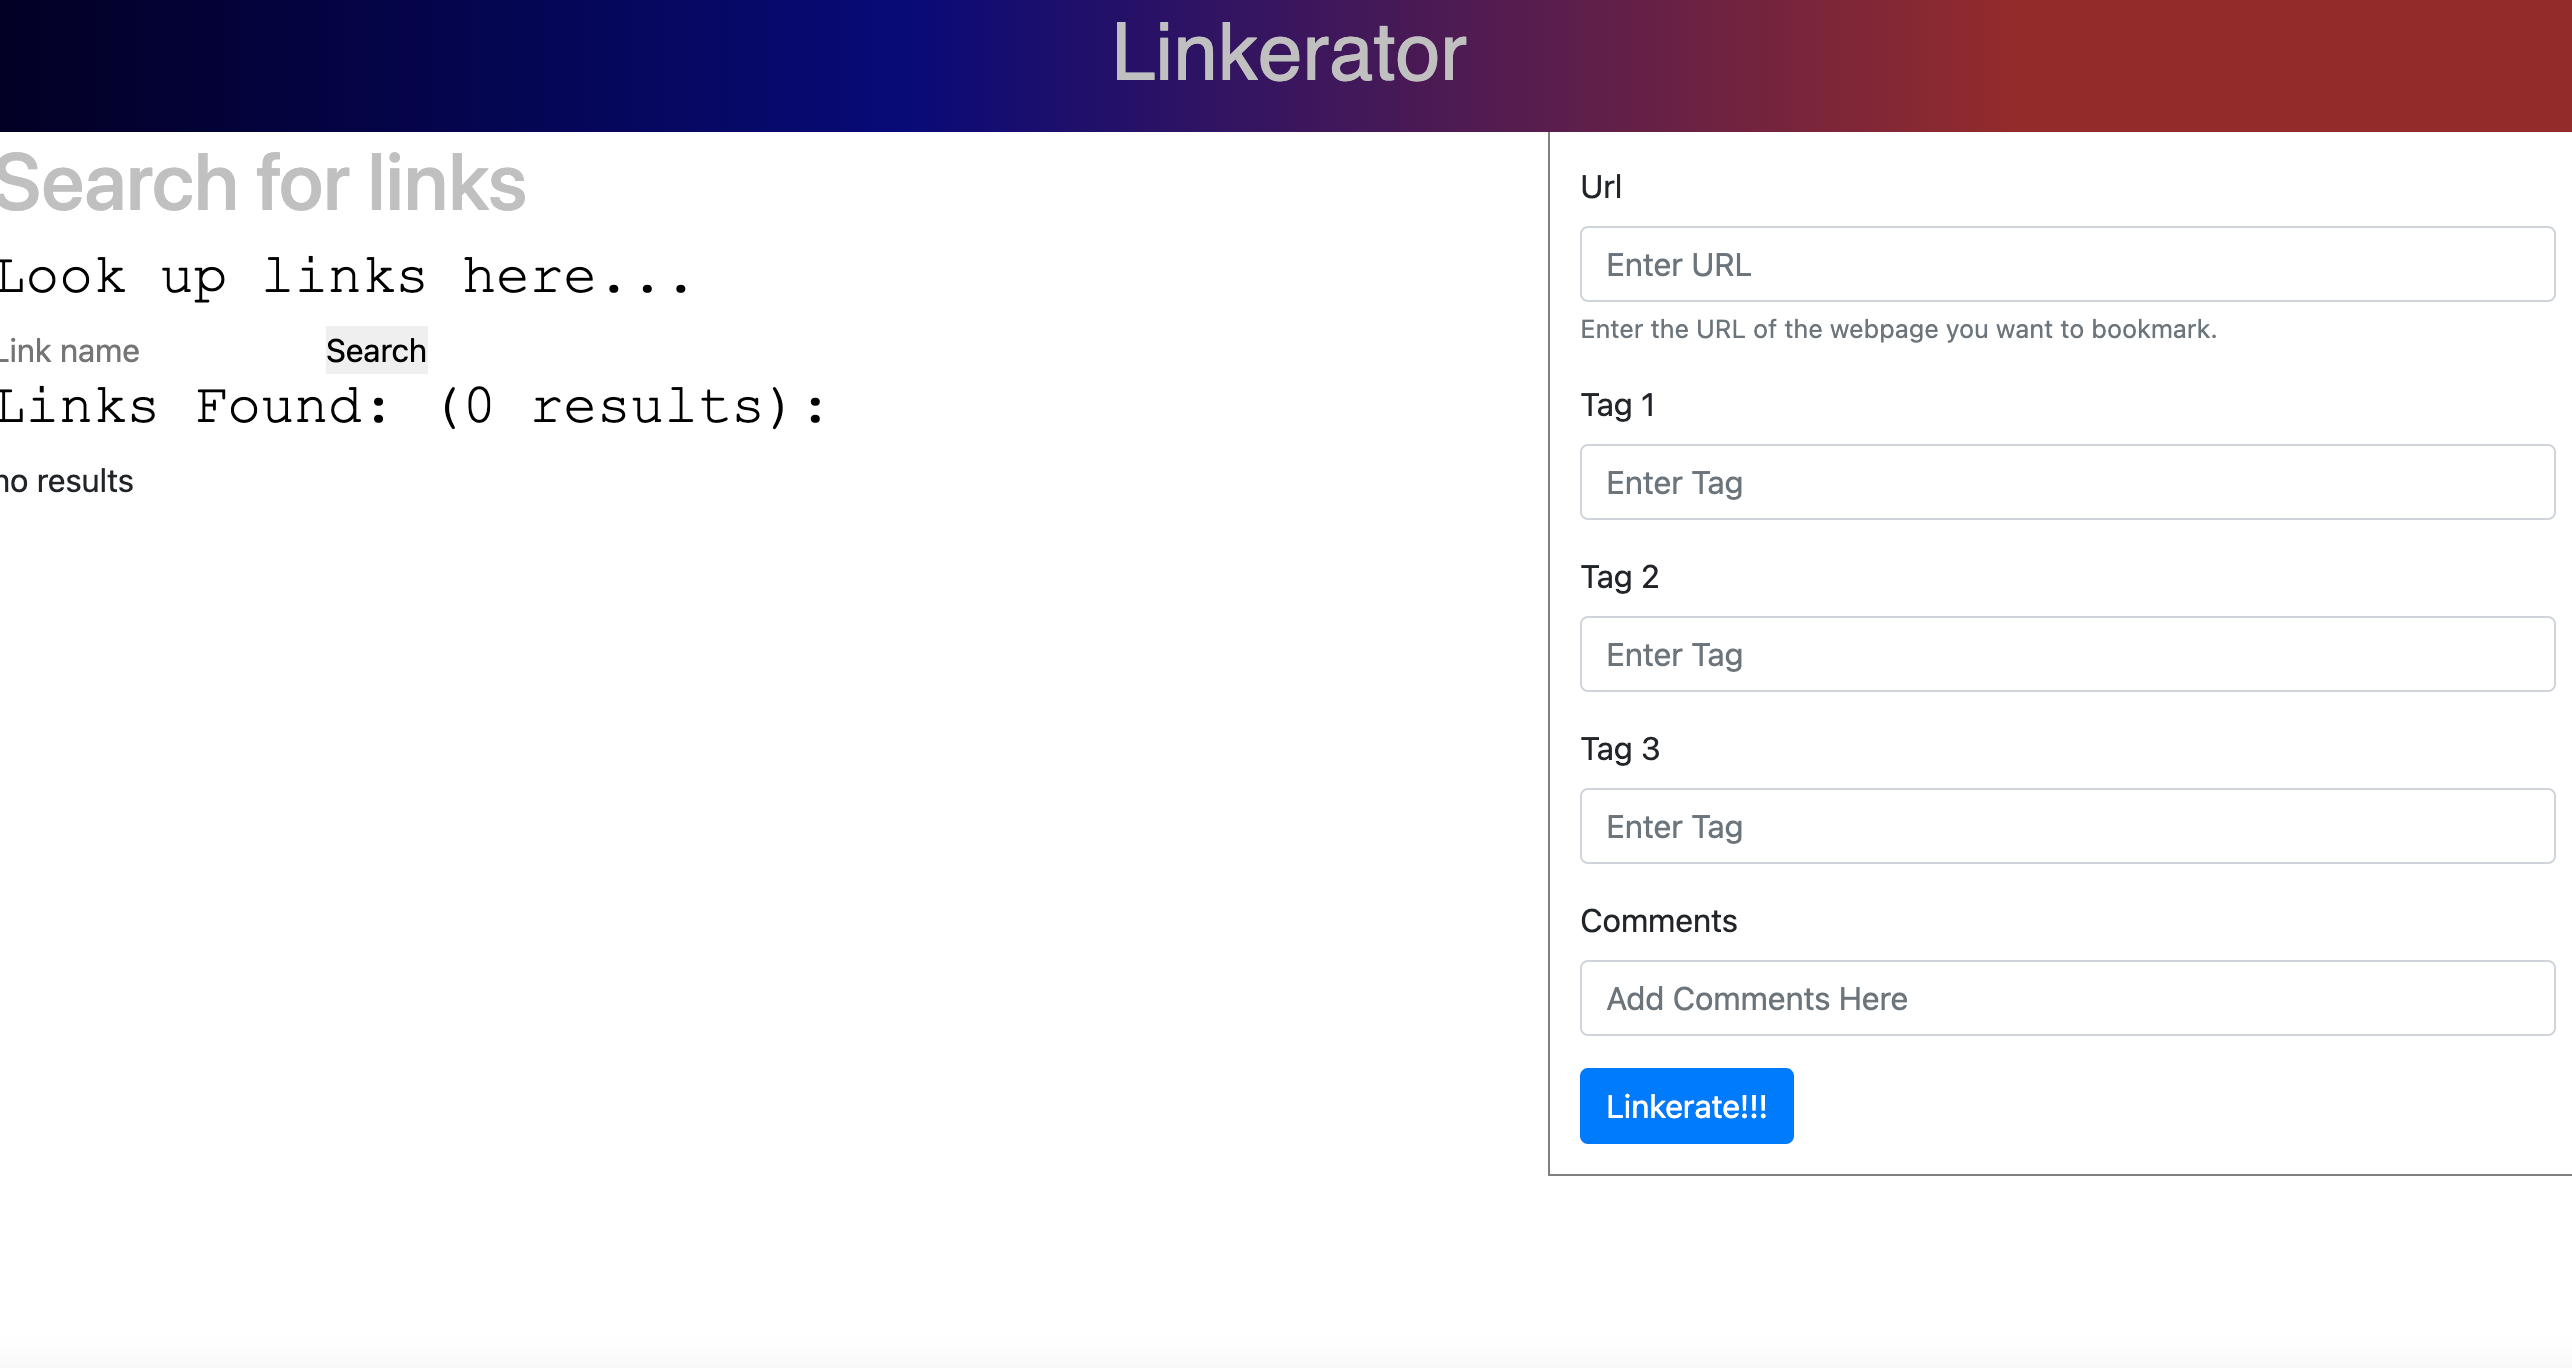 Linkerator
Search for links
Look up links here...
Link name
Search
Links Found: (0 results):
no results
Url
Enter URL
Enter the URL of the webpage you want to bookmark.
Tag 1
Enter Tag
Tag 2
Enter Tag
Tag 3
Enter Tag
Comments
Add Comments Here
Linkerate!!!